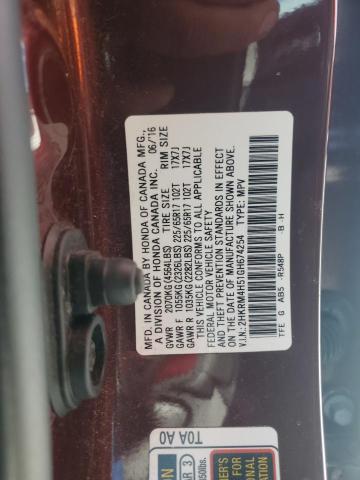 MFD. IN CANADA BY HONDA OF CANADA MFG.,
A DIVISION OF HONDA CANADA INC. 06/16
GVWR 2070KG(4564LBS) TIRE SIZE RIM SIZE
GAWR F 1055KG(2326LBS) 225/65R17 102T 17X7J
GAWR R 1035KG(2282LBS) 225/65R17 102T 17X7J
THIS VEHICLE CONFORMS TO ALL APPLICABLE
FEDERAL MOTOR VEHICLE SAFETY
AND THEFT PREVENTION STANDARDS IN EFFECT
ON THE DATE OF MANUFACTURE SHOWN ABOVE.
V.I.N.:2HKRM4H51GH674254 TYPE: MPV
TFE G AB5 -R548P -B -H
T0A A0